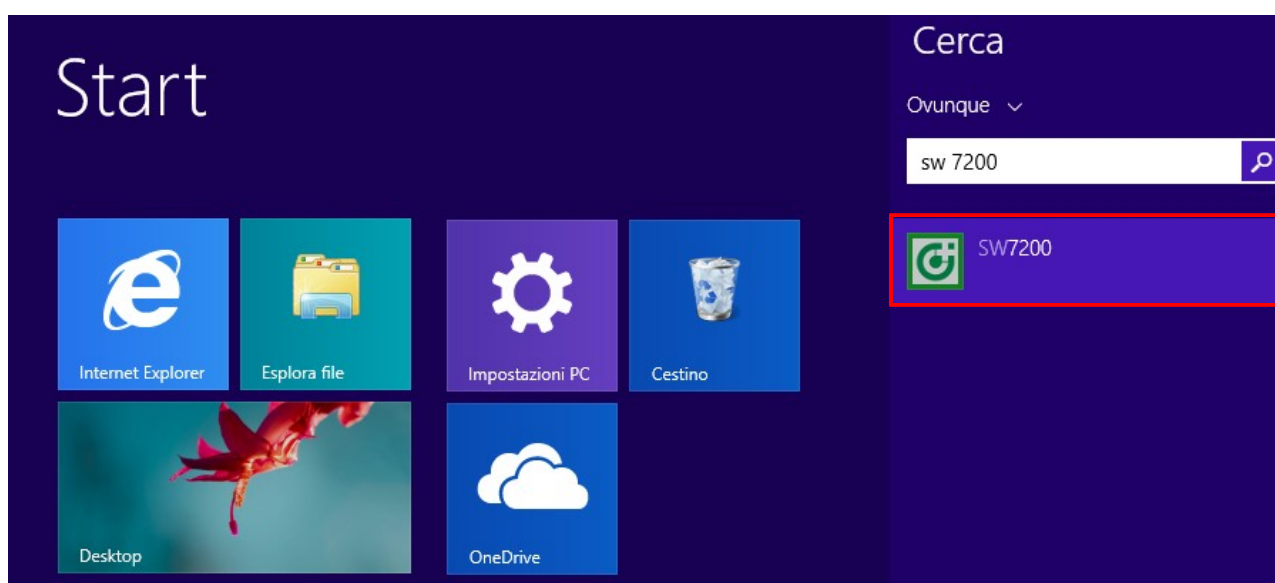 Start
Internet Explorer
Esplora file
Impostazioni PC
Cestino
Desktop
OneDrive
Cerca
Ovunque
sw 7200
SW7200